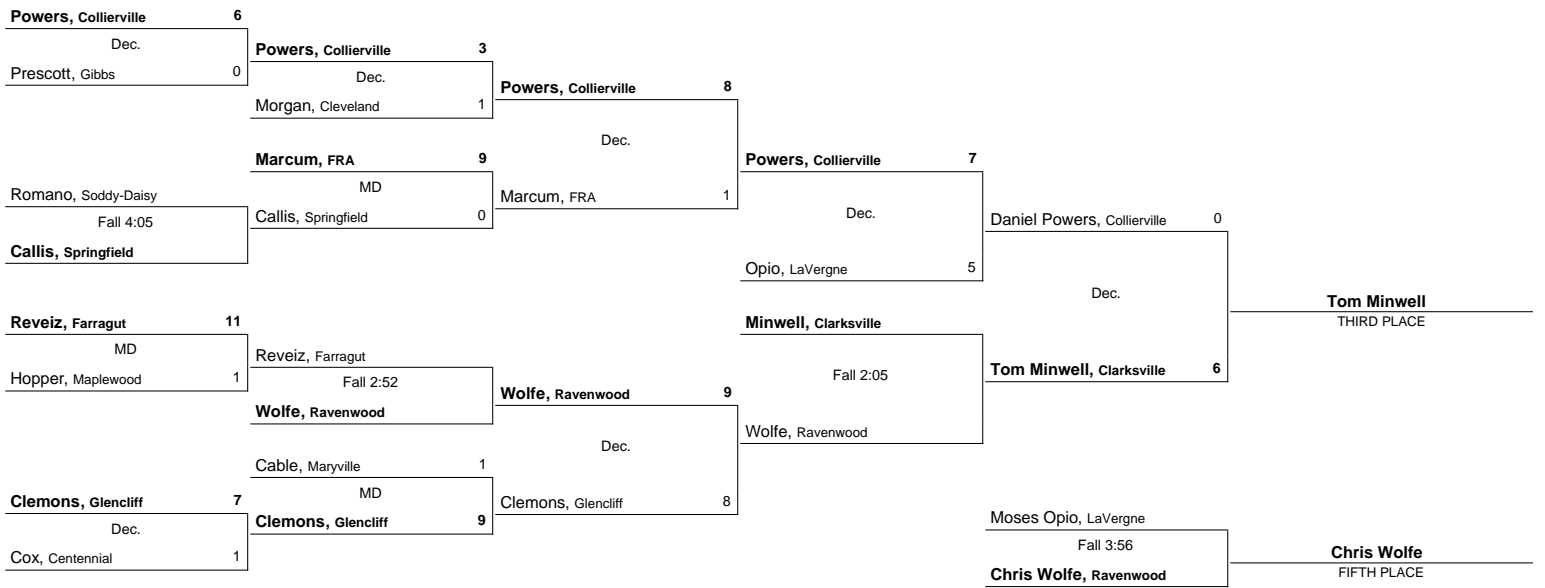 Powers, Collierville 6
Dec.
Prescott, Gibbs 0
Romano, Soddy-Daisy
Fall 4:05
Callis, Springfield
Reveiz, Farragut 11
MD
Hopper, Maplewood 1
Clemons, Glencliff 7
Dec.
Cox, Centennial 1
Powers, Collierville 3
Dec.
Morgan, Cleveland 1
Marcum, FRA 9
MD
Callis, Springfield 0
Reveiz, Farragut
Fall 2:52
Wolfe, Ravenwood
Cable, Maryville 1
MD
Clemons, Glencliff 9
Powers, Collierville 8
Dec.
Marcum, FRA 1
Wolfe, Ravenwood 9
Dec.
Clemons, Glencliff 8
Powers, Collierville 7
Dec.
Opio, LaVergne 5
Minwell, Clarksville
Fall 2:05
Wolfe, Ravenwood
Daniel Powers, Collierville 0
Dec.
Tom Minwell, Clarksville 6
Moses Opio, LaVergne
Fall 3:56
Chris Wolfe, Ravenwood
Tom Minwell
THIRD PLACE
Chris Wolfe
FIFTH PLACE